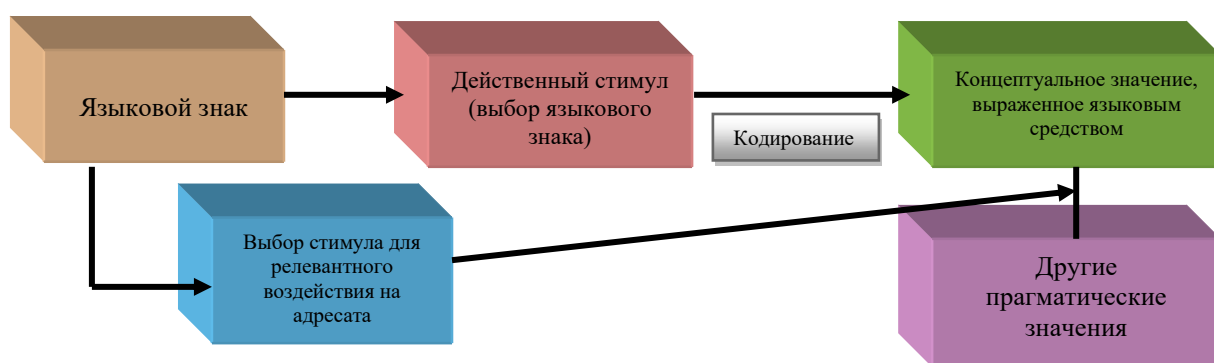 Языковой знак
Действенный стимул
(выбор языкового
знака)
Кодирование
Концептуальное значение,
выраженное языковым
средством
Выбор стимула для
релевантного
воздействия на
адресата
Другие
прагматические
значения